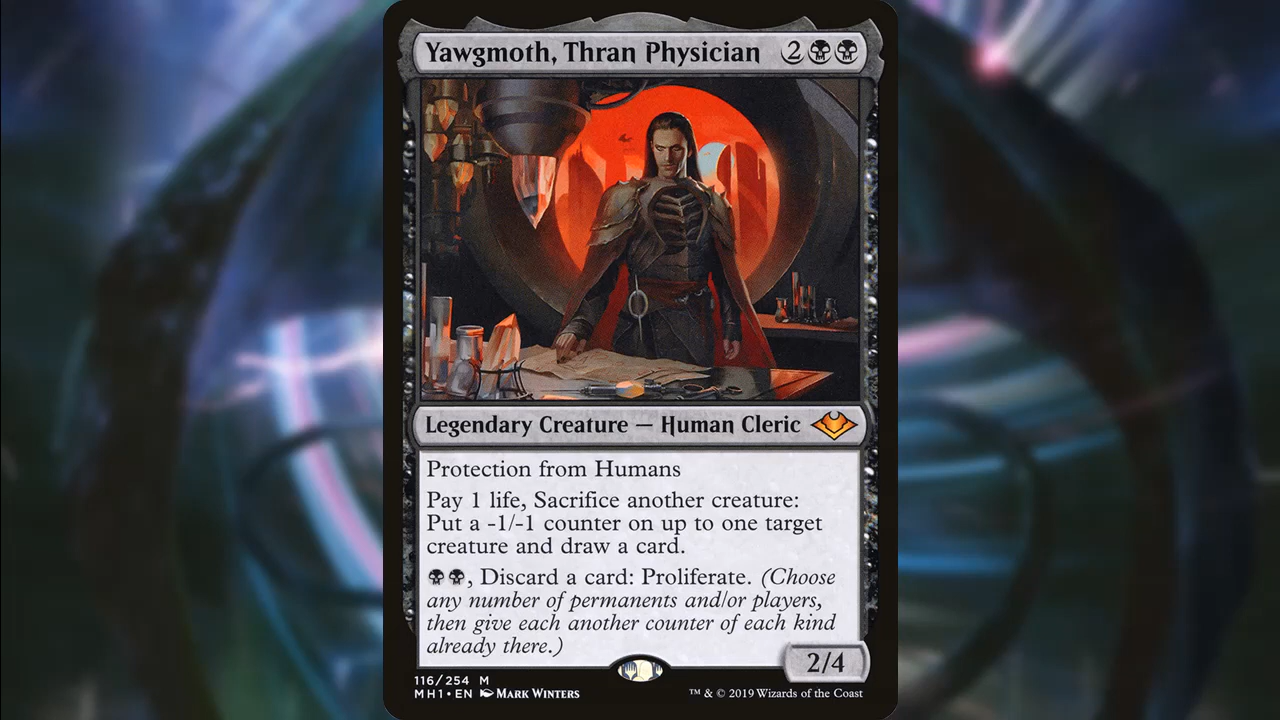 Yawgmoth, Thran Physician 2
Legendary Creature — Human Cleric
Protection from Humans
Pay 1 life, Sacrifice another creature:
Put a -1/-1 counter on up to one target
creature and draw a card.
, Discard a card: Proliferate. (Choose
any number of permanents and/or players,
then give each another counter of each kind
already there.)
2/4
116/254 M
MH1 • EN MARK WINTERS
™ & © 2019 Wizards of the Coast